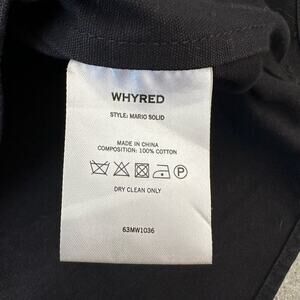 WHYRED
STYLE: MARIO SOLID
MADE IN CHINA
COMPOSITION: 100% COTTON
P
DRY CLEAN ONLY
63MW1036